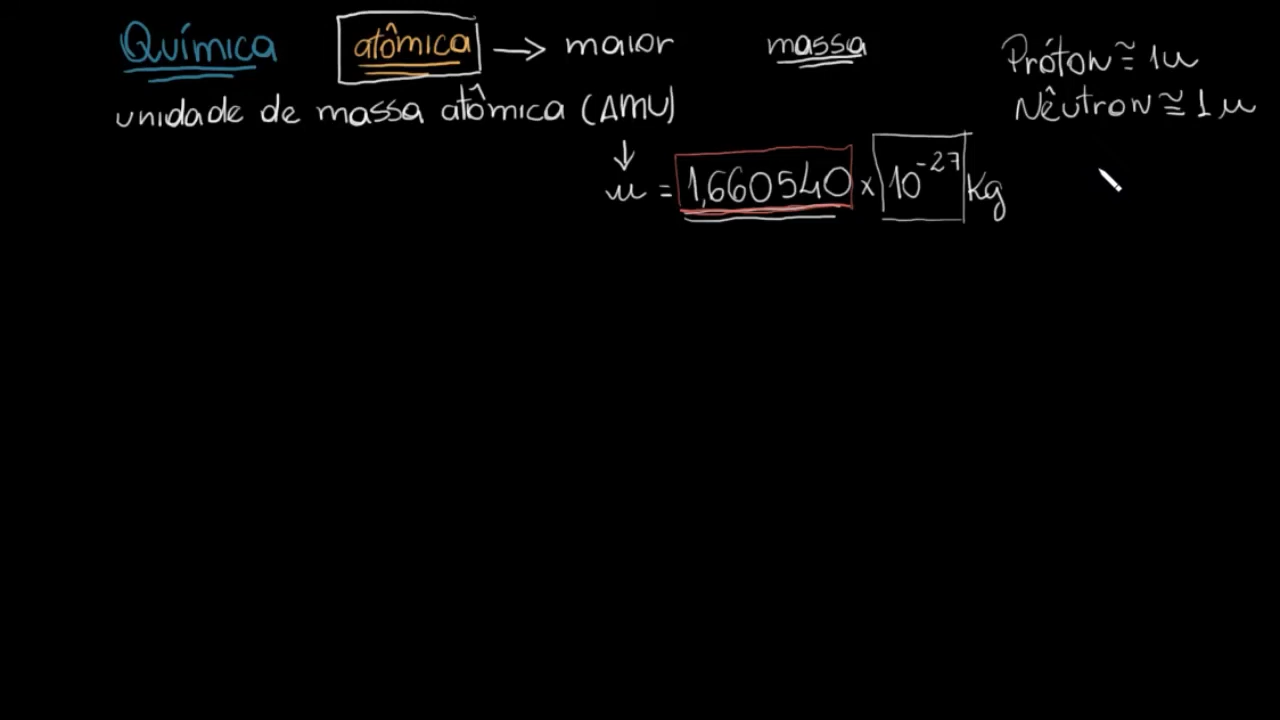 Química atômica → maior massa
unidade de massa atômica (AMU)
↓
u = 1,660540 × 10⁻²⁷ Kg
Próton ≅ 1u
Nêutron ≅ 1u